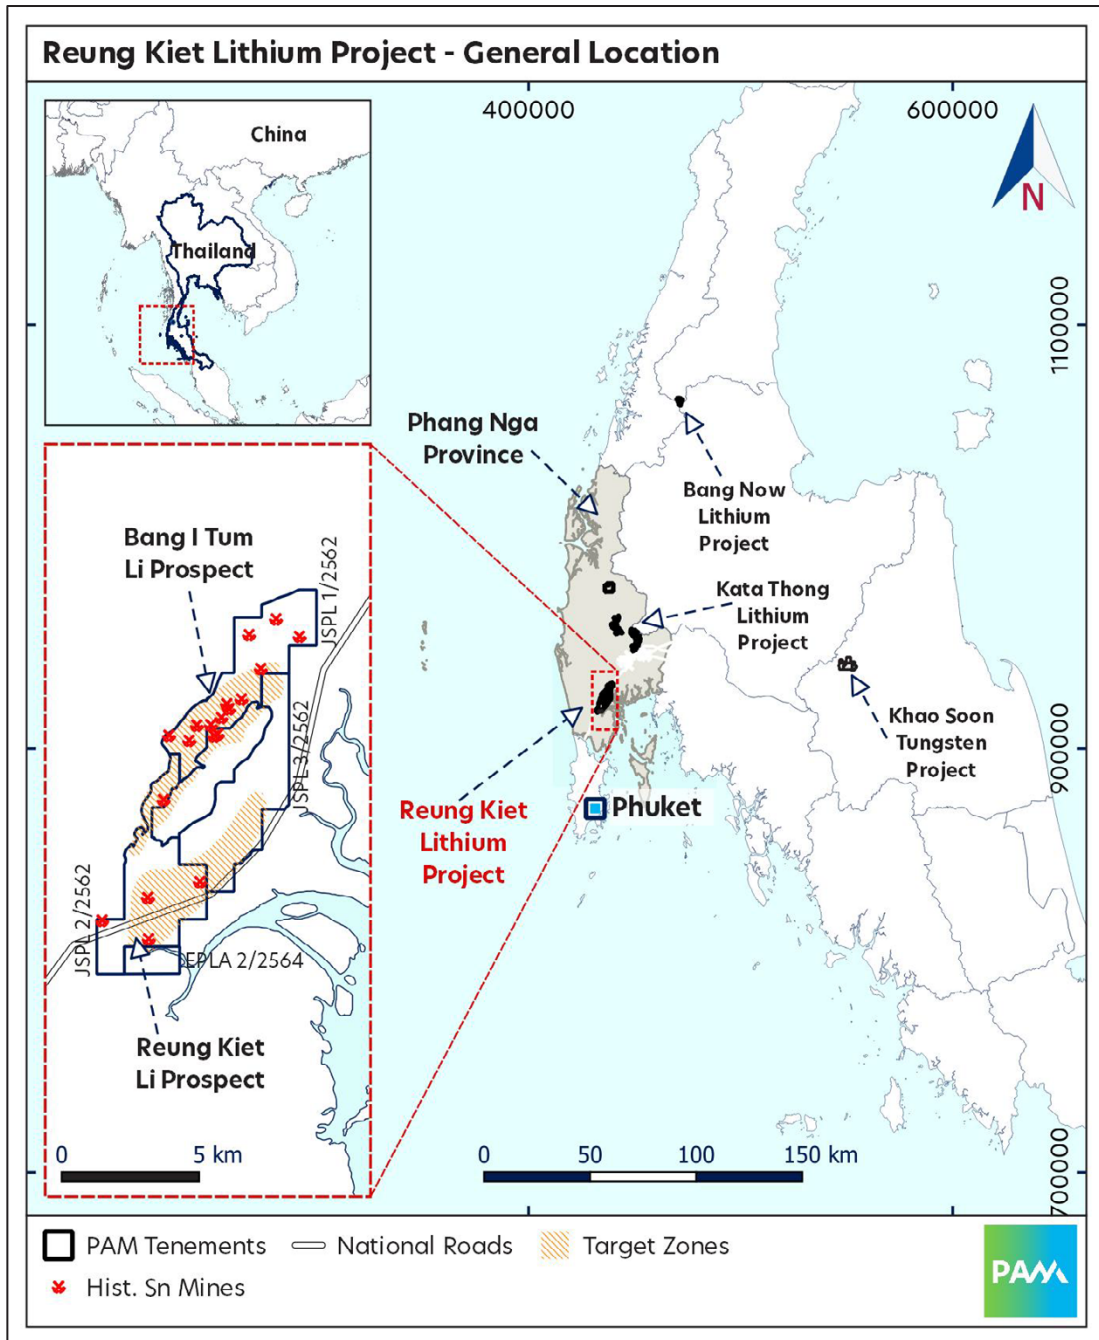 Reung Kiet Lithium Project - General Location
400000
600000
China
Thailand
N
1100000
Phang Nga
Province
Bang Now
Lithium
Project
Bang I Tum
Li Prospect
JSPL 1/2562
Kata Thong
Lithium
Project
JSPL 3/2562
Khao Soon
Tungsten
Project
900000
Reung Kiet
Lithium
Project
Phuket
JSPL 2/2562
EPLA 2/2564
Reung Kiet
Li Prospect
0
5 km
0
50
100
150 km
700000
PAM Tenements
National Roads
Target Zones
Hist. Sn Mines
PAM